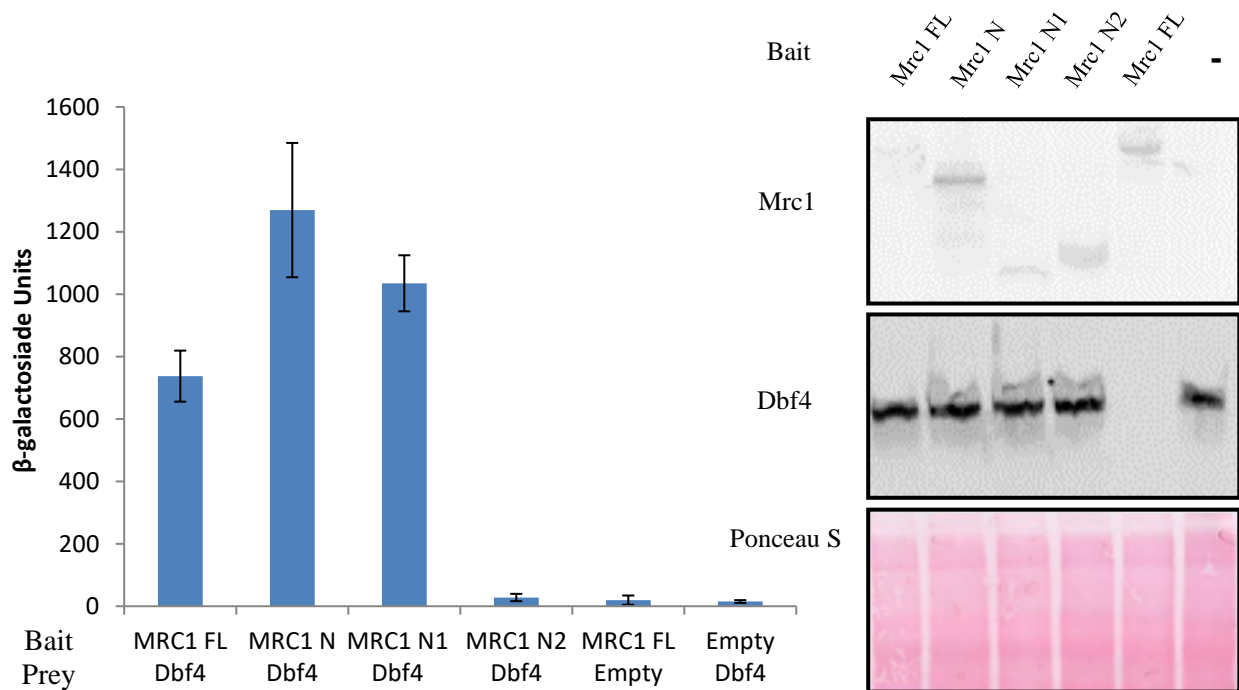 1600
1400
1200
1000
800
600
400
200
0
β-galactosiade Units
Bait MRC1 FL MRC1 N MRC1 N1 MRC1 N2 MRC1 FL Empty
Prey Dbf4 Dbf4 Dbf4 Dbf4 Empty Dbf4
Bait Mrc1 FL Mrc1 N Mrc1 N1 Mrc1 N2 Mrc1 FL -
Mrc1
Dbf4
Ponceau S